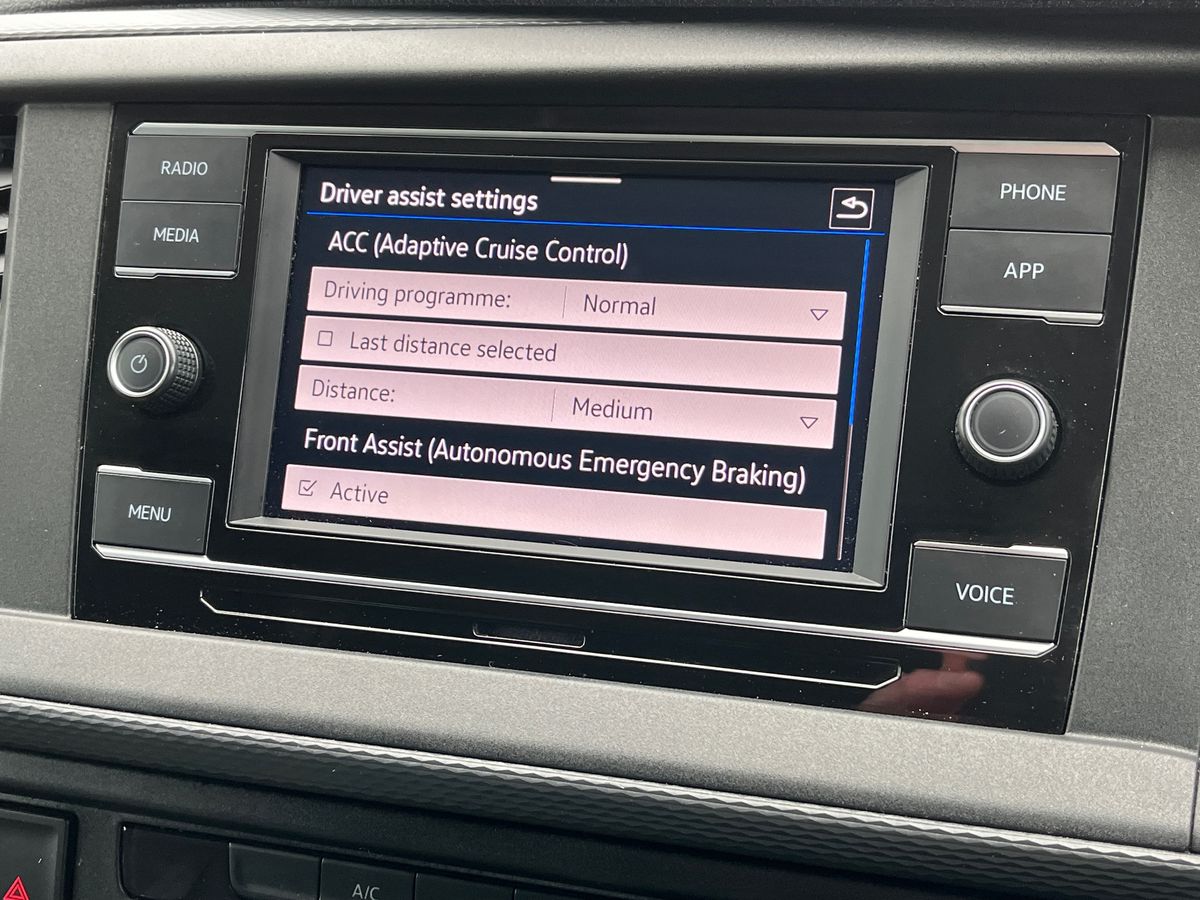 RADIO
MEDIA
MENU
Driver assist settings
ACC (Adaptive Cruise Control)
Driving programme: Normal
Last distance selected
Distance: Medium
Front Assist (Autonomous Emergency Braking)
Active
PHONE
APP
VOICE
A/C